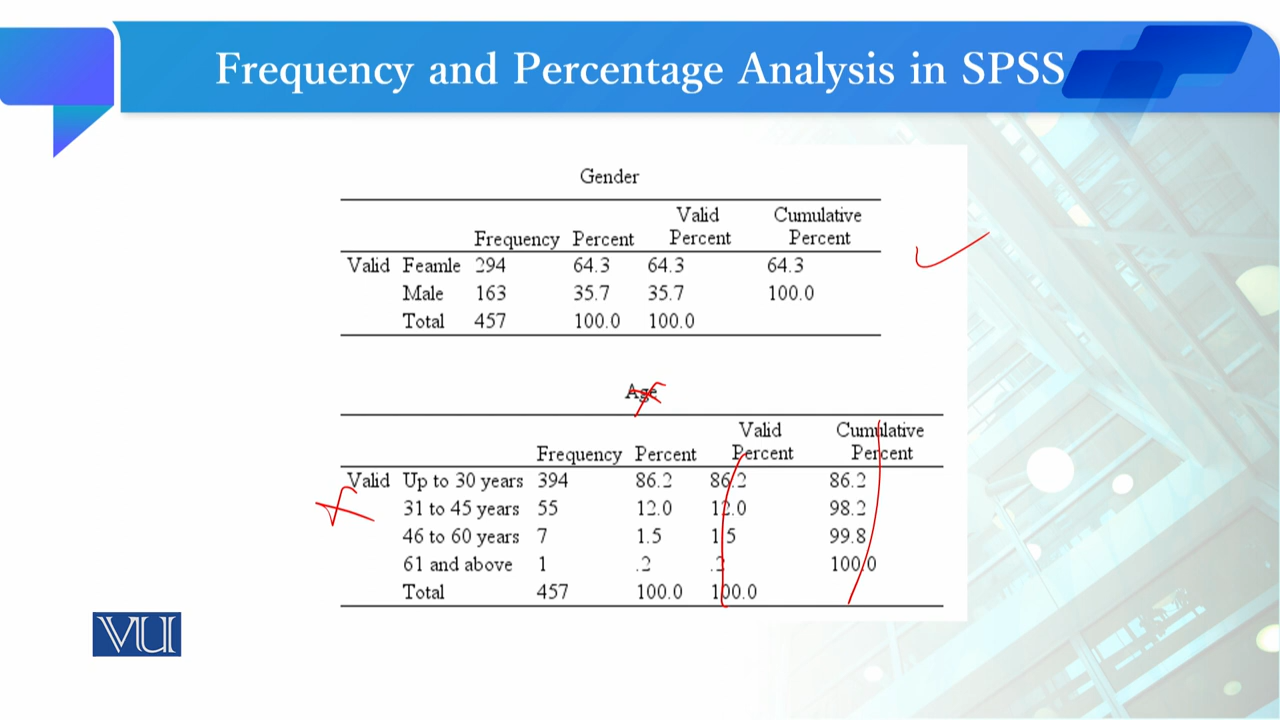 Frequency and Percentage Analysis in SPSS
Gender
Frequency Percent Valid Percent Cumulative Percent
Valid Feamle 294 64.3 64.3 64.3
Male 163 35.7 35.7 100.0
Total 457 100.0 100.0
Age
Frequency Percent Valid Percent Cumulative Percent
Valid Up to 30 years 394 86.2 86.2 86.2
31 to 45 years 55 12.0 12.0 98.2
46 to 60 years 7 1.5 1.5 99.8
61 and above 1 .2 .2 100.0
Total 457 100.0 100.0
VU